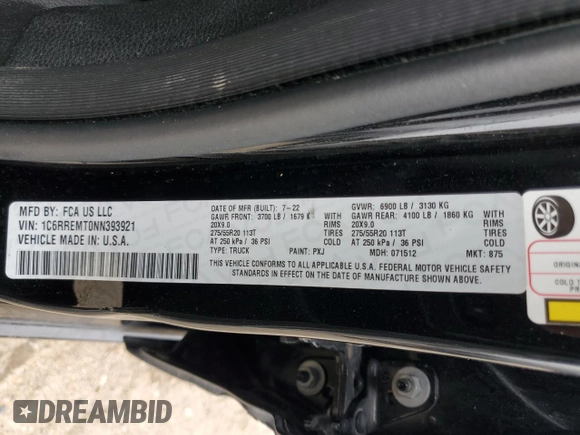 MFD BY: FCA US LLC
VIN: 1C6RREMT0NN393921
VEHICLE MADE IN U.S.A.
DATE OF MFR (BUILT): 7-22
GAWR FRONT: 3700 LB / 1679 K
WITH
20X9.0
RIMS
275/55R20 113T
TIRES
AT 250 kPa / 36 PSI
TYPE: TRUCK
PAINT: PXJ
GVWR: 6900 LB / 3130 KG
GAWR REAR: 4100 LB / 1860 KG
WITH
20X9.0
RIMS
275/55R20 113T
TIRES
AT 250 kPa / 36 PSI
MDH: 071512
MKT: 875
THIS VEHICLE CONFORMS TO ALL APPLICABLE U.S.A. FEDERAL MOTOR VEHICLE SAFETY
STANDARDS IN EFFECT ON THE DATE OF MANUFACTURE SHOWN ABOVE.
COLD
DREAMBID